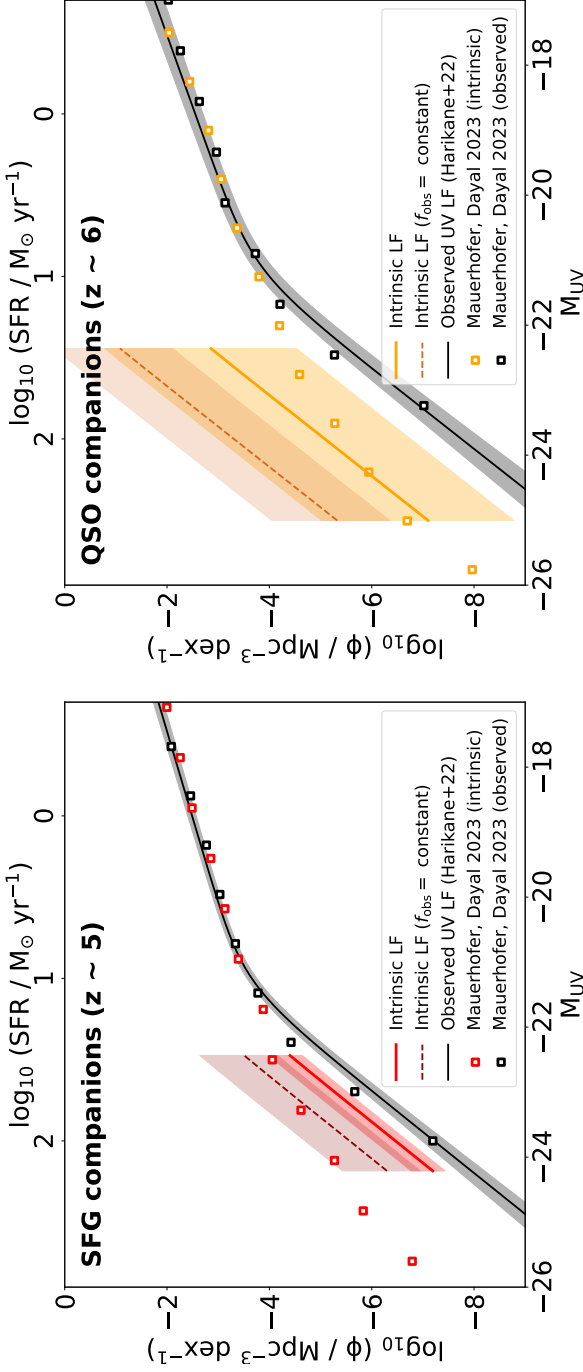 log₁₀ (SFR / M⊙ yr⁻¹)
2 1 0
SFG companions (z ~ 5)
log₁₀ (ϕ / Mpc⁻³ dex⁻¹)
0
−2
−4
−6
−8
Intrinsic LF
Intrinsic LF (f_obs = constant)
Observed UV LF (Harikane+22)
Mauerhofer, Dayal 2023 (intrinsic)
Mauerhofer, Dayal 2023 (observed)
−26 −24 −22 −20 −18
M_UV
log₁₀ (SFR / M⊙ yr⁻¹)
2 1 0
QSO companions (z ~ 6)
log₁₀ (ϕ / Mpc⁻³ dex⁻¹)
0
−2
−4
−6
−8
Intrinsic LF
Intrinsic LF (f_obs = constant)
Observed UV LF (Harikane+22)
Mauerhofer, Dayal 2023 (intrinsic)
Mauerhofer, Dayal 2023 (observed)
−26 −24 −22 −20 −18
M_UV